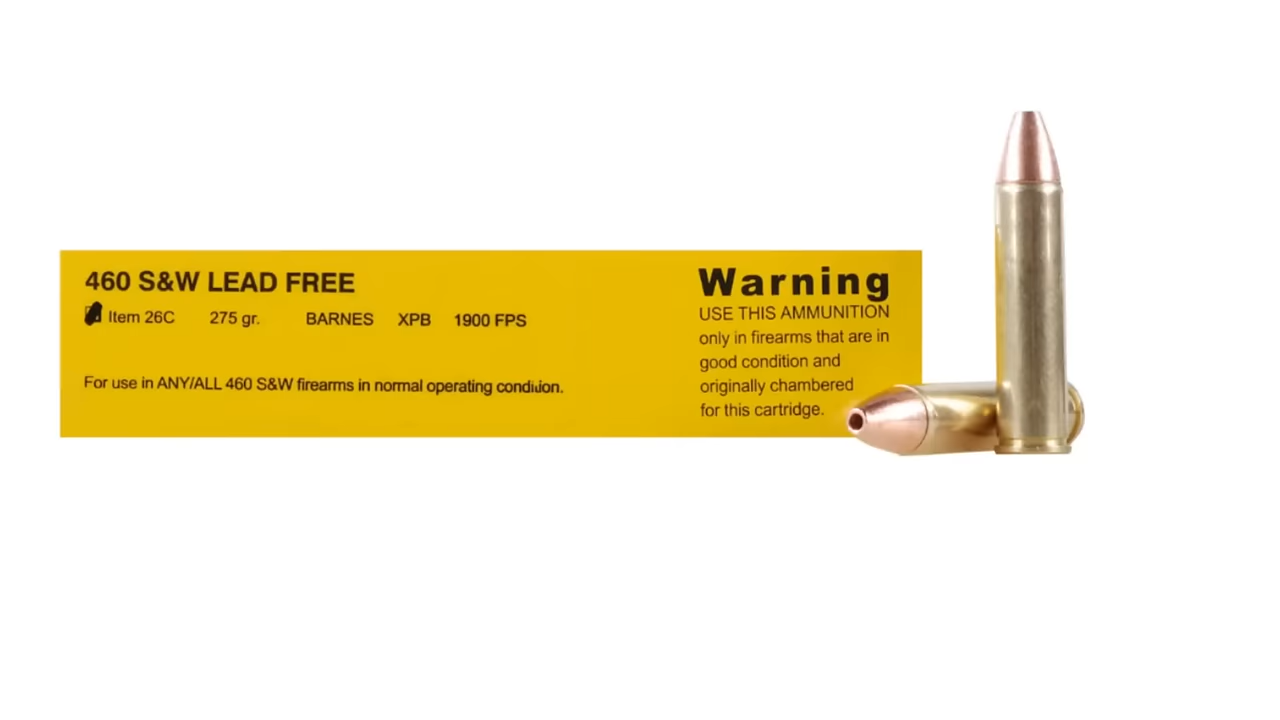 460 S&W LEAD FREE
Item 26C 275 gr. BARNES XPB 1900 FPS
For use in ANY/ALL 460 S&W firearms in normal operating condition.
Warning
USE THIS AMMUNITION
only in firearms that are in
good condition and
originally chambered
for this cartridge.